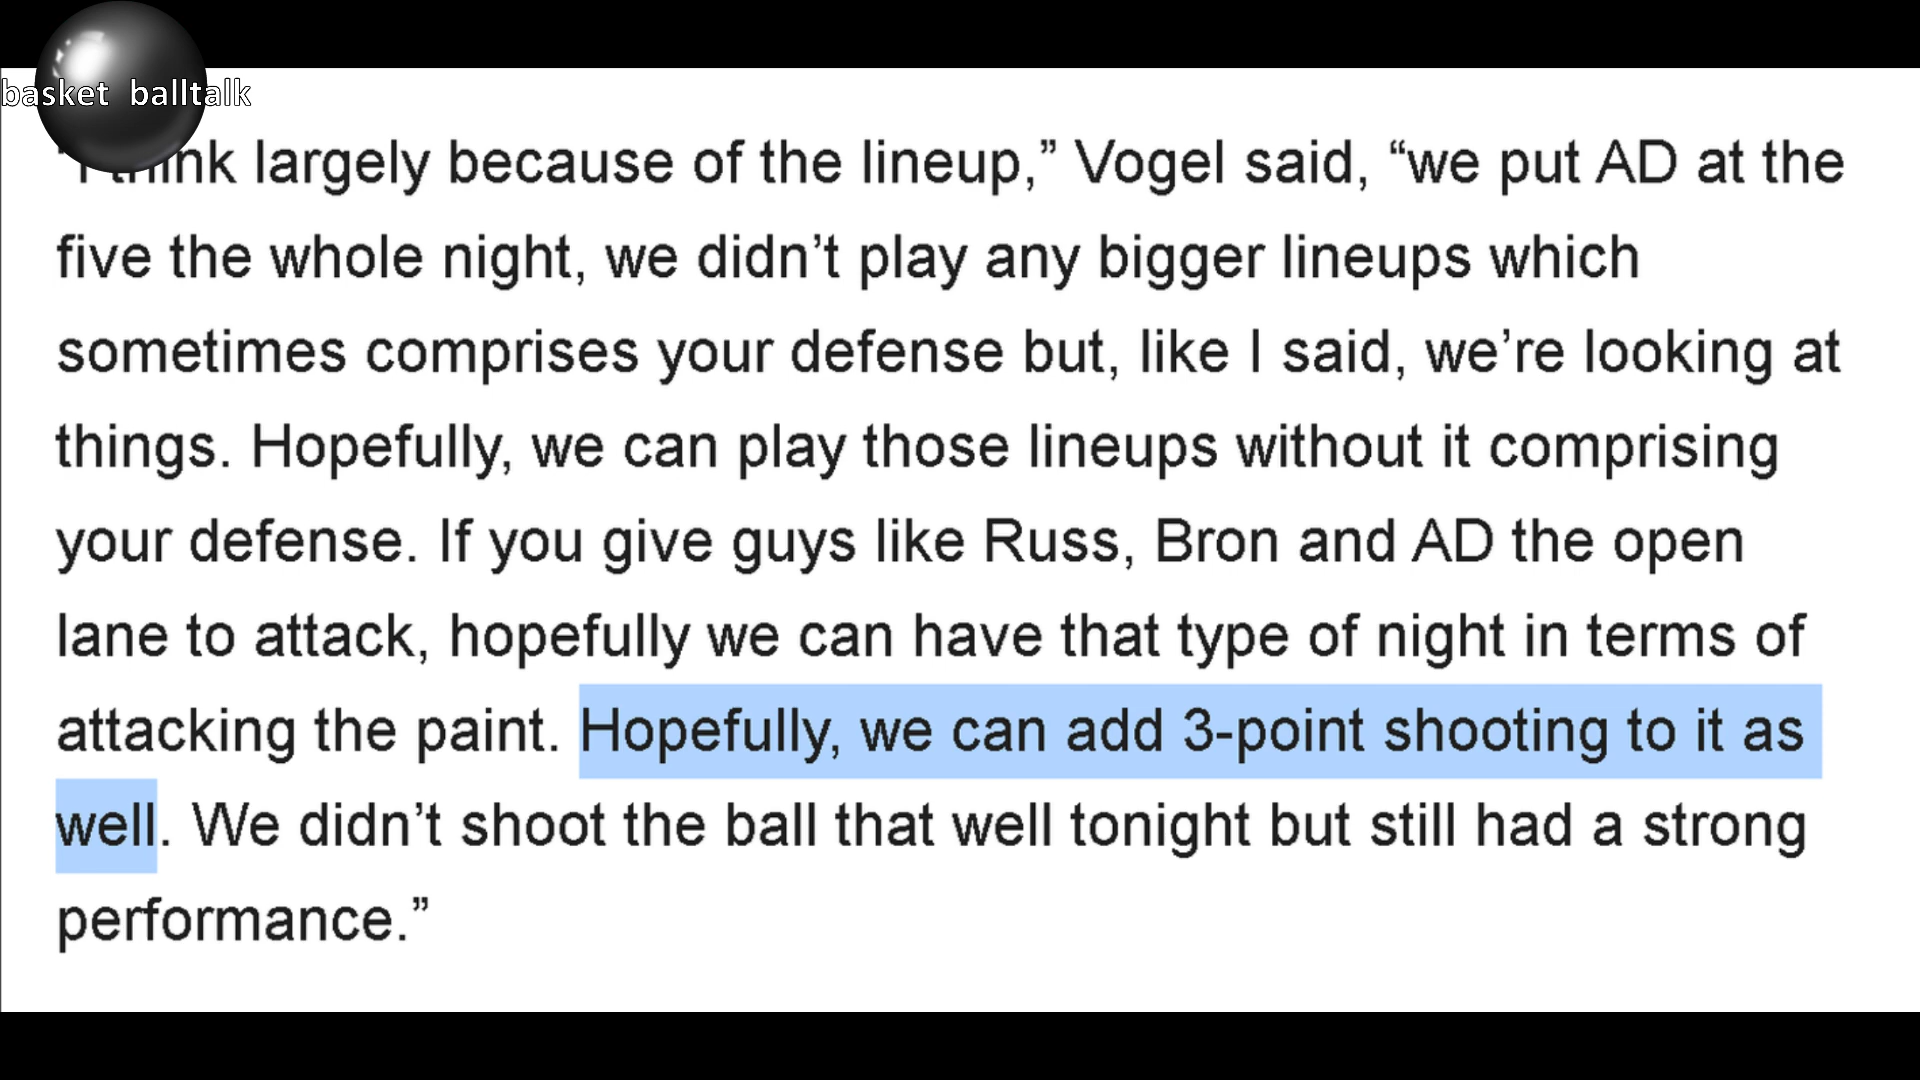 basket balltalk
“I think largely because of the lineup,” Vogel said, “we put AD at the
five the whole night, we didn’t play any bigger lineups which
sometimes comprises your defense but, like I said, we’re looking at
things. Hopefully, we can play those lineups without it comprising
your defense. If you give guys like Russ, Bron and AD the open
lane to attack, hopefully we can have that type of night in terms of
attacking the paint. Hopefully, we can add 3-point shooting to it as
well. We didn’t shoot the ball that well tonight but still had a strong
performance.”